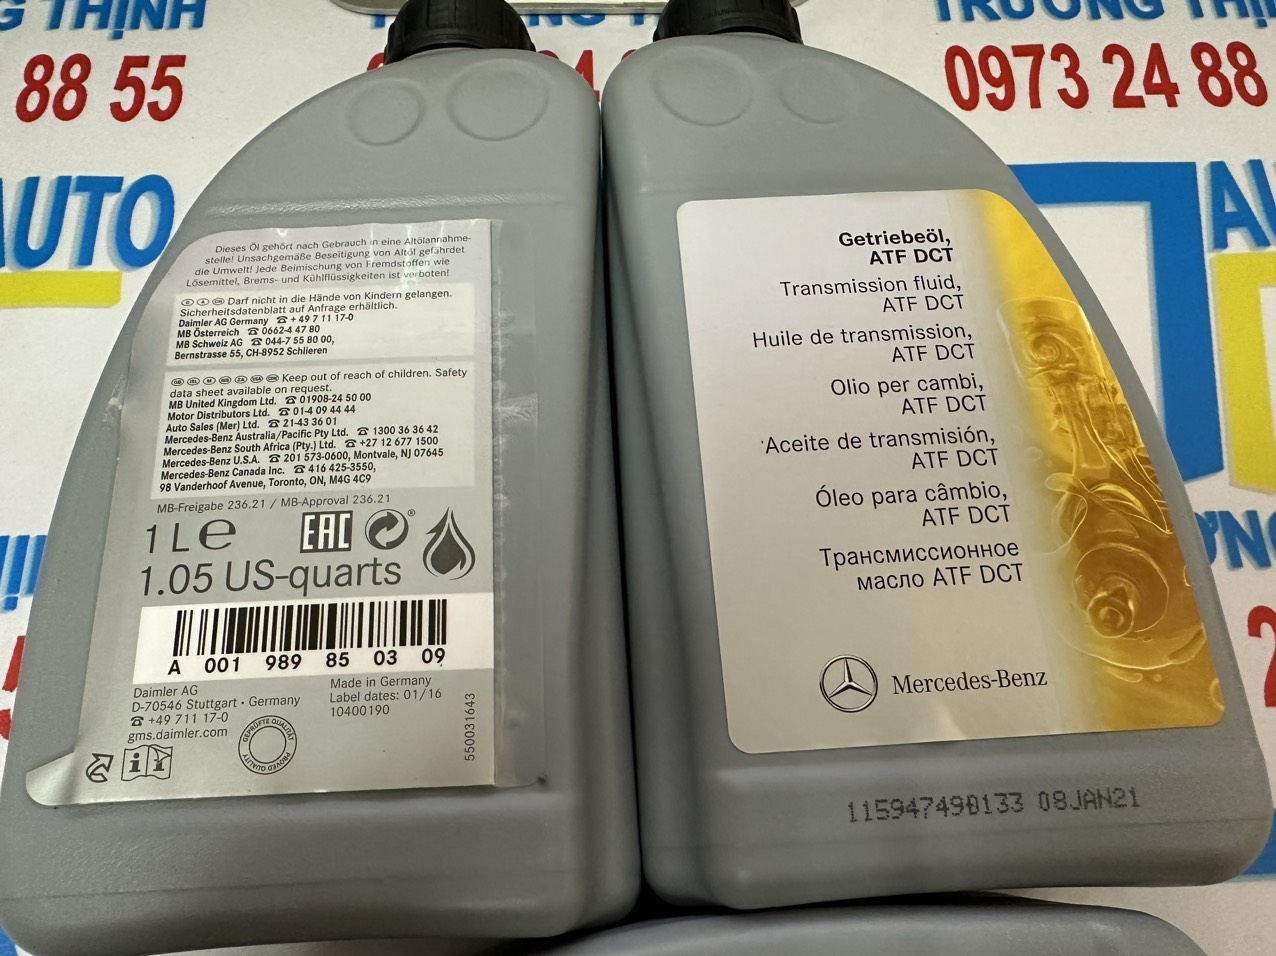 TRƯỜNG THỊNH
88 55
0973 24 88
AUTO
Dieses Öl gehört nach Gebrauch in eine Altölannahme-
stelle! Unsachgemäße Beseitigung von Altöl gefährdet
die Umwelt! Jede Beimischung von Fremdstoffen wie
Lösemittel, Brems- und Kühlflüssigkeiten ist verboten!
Darf nicht in die Hände von Kindern gelangen.
Sicherheitsdatenblatt auf Anfrage erhältlich.
Daimler AG Germany ☎ +49 7 11 17-0
MB Österreich ☎ 0662-4 47 80
MB Schweiz AG ☎ 044-7 55 80 00,
Bernstrasse 55, CH-8952 Schlieren
Keep out of reach of children. Safety
data sheet available on request.
MB United Kingdom Ltd. ☎ 01908-24 50 00
Motor Distributors Ltd. ☎ 01-4 09 44 44
Auto Sales (Mer) Ltd. ☎ 21-43 36 01
Mercedes-Benz Australia/Pacific Pty Ltd. ☎ 1300 36 36 42
Mercedes-Benz South Africa (Pty.) Ltd. ☎ +27 12 677 1500
Mercedes-Benz U.S.A. ☎ 201 573-0600, Montvale, NJ 07645
Mercedes-Benz Canada Inc. ☎ 416 425-3550,
98 Vanderhoof Avenue, Toronto, ON, M4G 4C9
MB-Freigabe 236.21 / MB-Approval 236.21
1 L e
EAC
1.05 US-quarts
A 001 989 85 03 09
Daimler AG
D-70546 Stuttgart · Germany
☎ +49 711 17-0
gms.daimler.com
Made in Germany
Label dates: 01/16
10400190
GEPRÜFTE QUALITÄT
PROVED QUALITY
550031643
Getriebeöl,
ATF DCT
Transmission fluid,
ATF DCT
Huile de transmission,
ATF DCT
Olio per cambi,
ATF DCT
Aceite de transmisión,
ATF DCT
Óleo para câmbio,
ATF DCT
Трансмиссионное
масло ATF DCT
Mercedes-Benz
115947490133 08JAN21